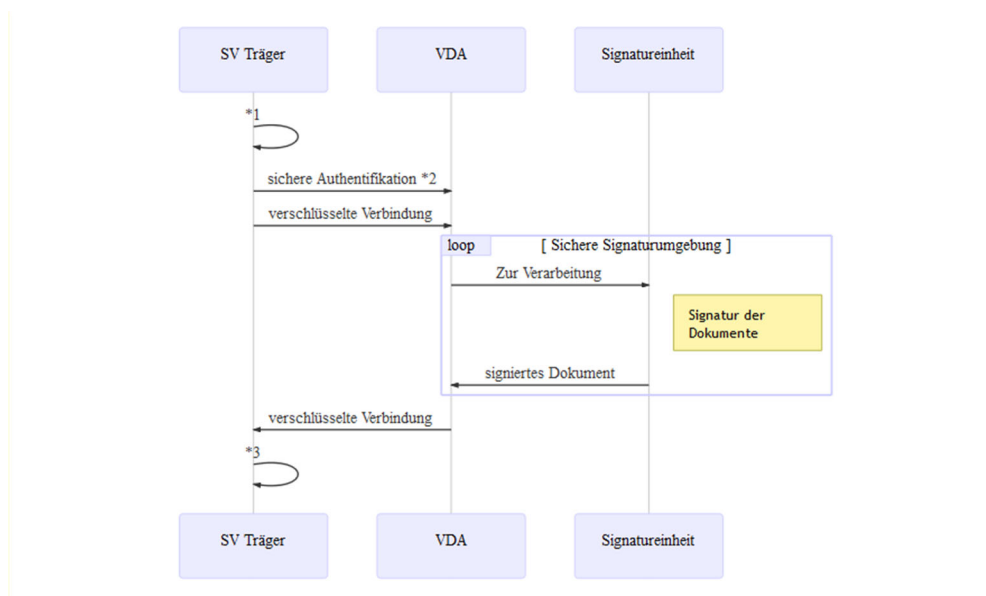 SV Träger
VDA
Signatureinheit
*1
sichere Authentifikation *2
verschlüsselte Verbindung
loop
[ Sichere Signaturumgebung ]
Zur Verarbeitung
Signatur der
Dokumente
signiertes Dokument
verschlüsselte Verbindung
*3
SV Träger
VDA
Signatureinheit